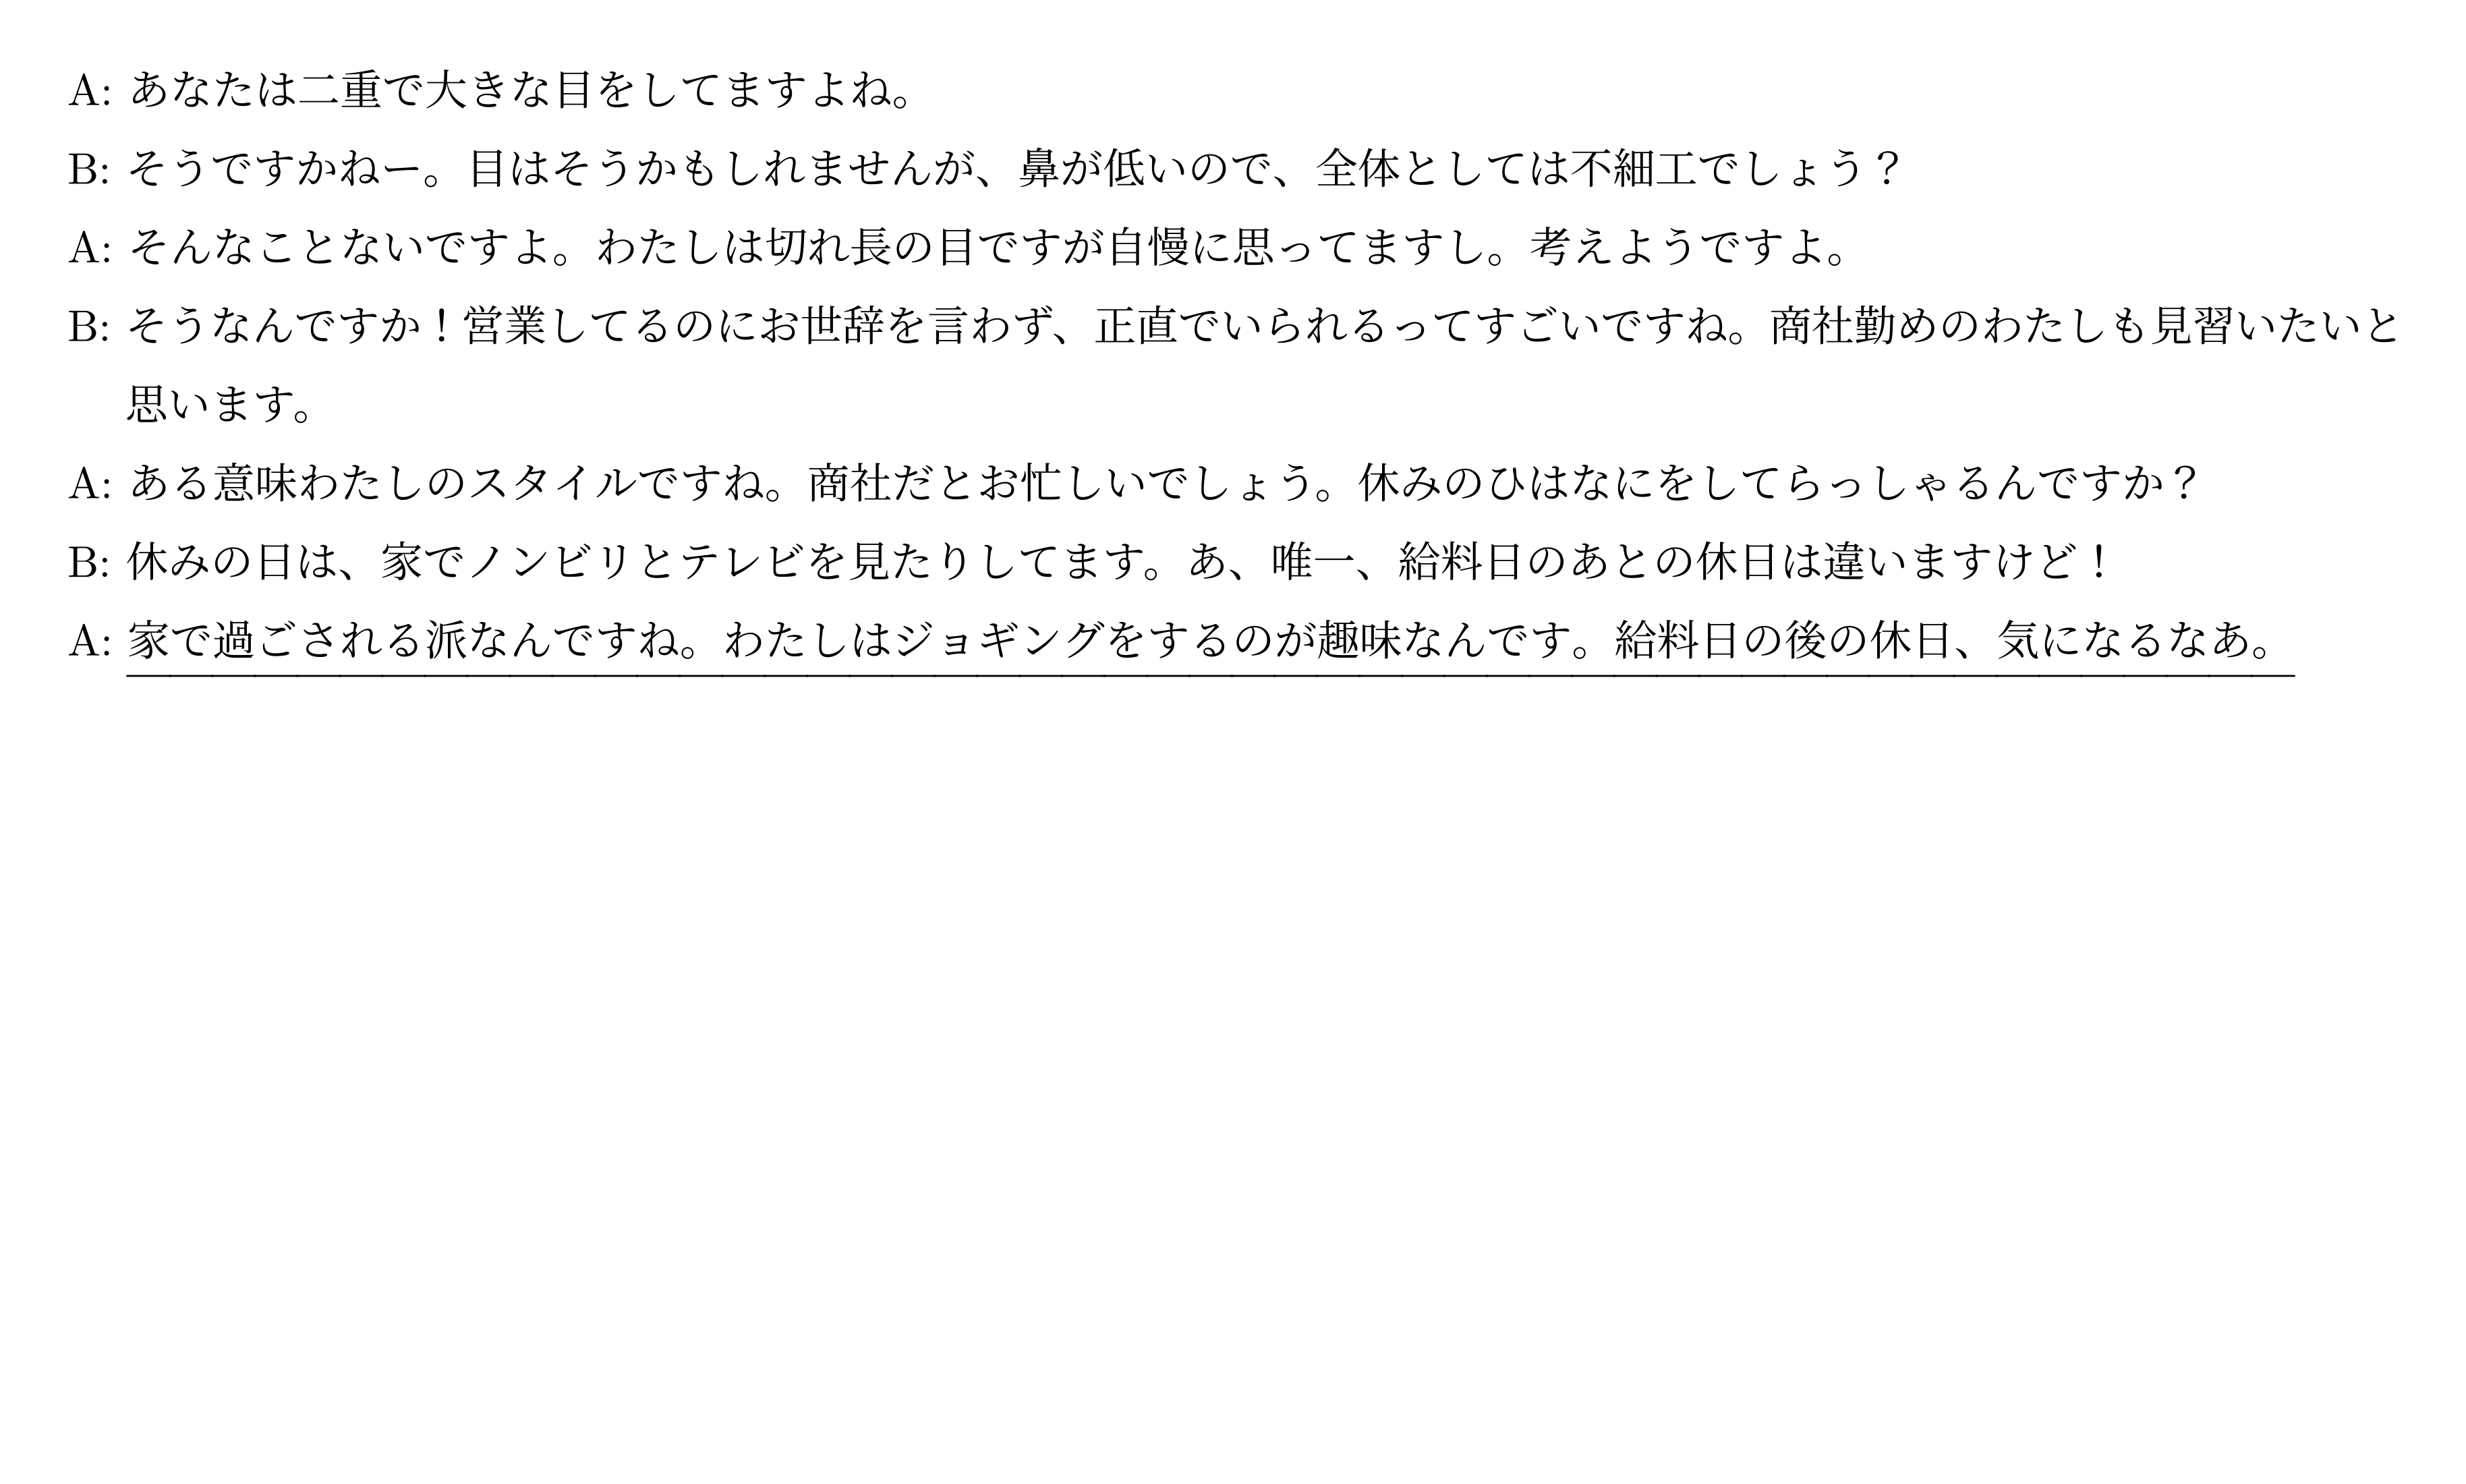 A: あなたは二重で大きな目をしてますよね。
B: そうですかねー。目はそうかもしれませんが、鼻が低いので、全体としては不細工でしょう？
A: そんなことないですよ。わたしは切れ長の目ですが自慢に思ってますし。考えようですよ。
B: そうなんですか！営業してるのにお世辞を言わず、正直でいられるってすごいですね。商社勤めのわたしも見習いたいと
思います。
A: ある意味わたしのスタイルですね。商社だとお忙しいでしょう。休みのひはなにをしてらっしゃるんですか？
B: 休みの日は、家でノンビリとテレビを見たりしてます。あ、唯一、給料日のあとの休日は違いますけど！
A: 家で過ごされる派なんですね。わたしはジョギングをするのが趣味なんです。給料日の後の休日、気になるなあ。